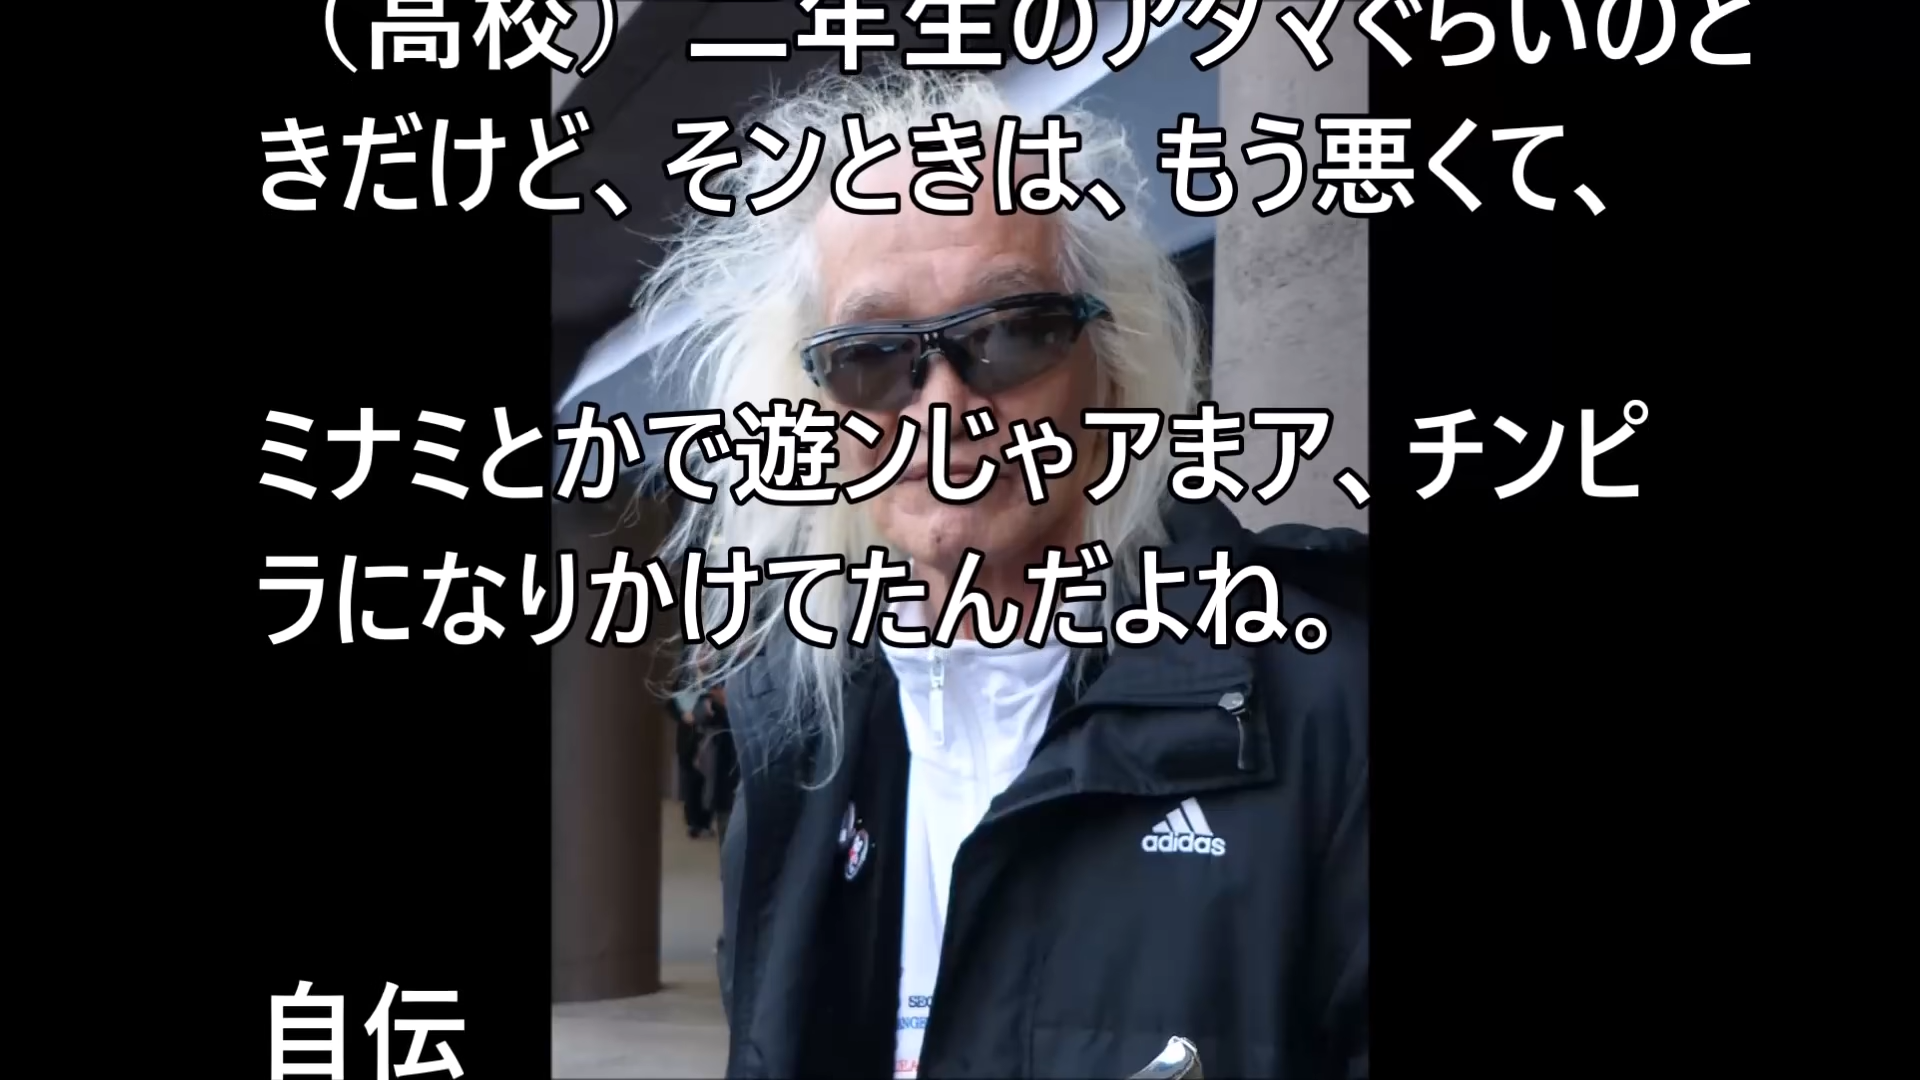 （高校）二年生のアタマぐらいのと
きだけど、そンときは、もう悪くて、
ミナミとかで遊ンじゃアまア、チンピ
ラになりかけてたんだよね。
adidas
自伝